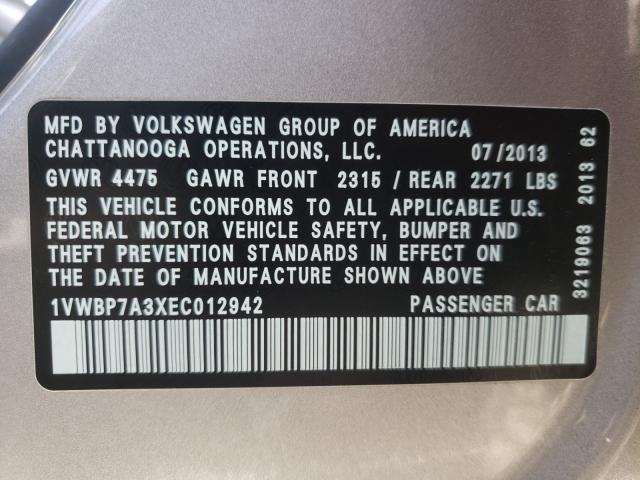 MFD BY VOLKSWAGEN GROUP OF AMERICA
CHATTANOOGA OPERATIONS, LLC. 07/2013
GVWR 4475 GAWR FRONT 2315 / REAR 2271 LBS
THIS VEHICLE CONFORMS TO ALL APPLICABLE U.S.
FEDERAL MOTOR VEHICLE SAFETY, BUMPER AND
THEFT PREVENTION STANDARDS IN EFFECT ON
THE DATE OF MANUFACTURE SHOWN ABOVE
1VWBP7A3XEC012942 PASSENGER CAR
3219063 2013 62